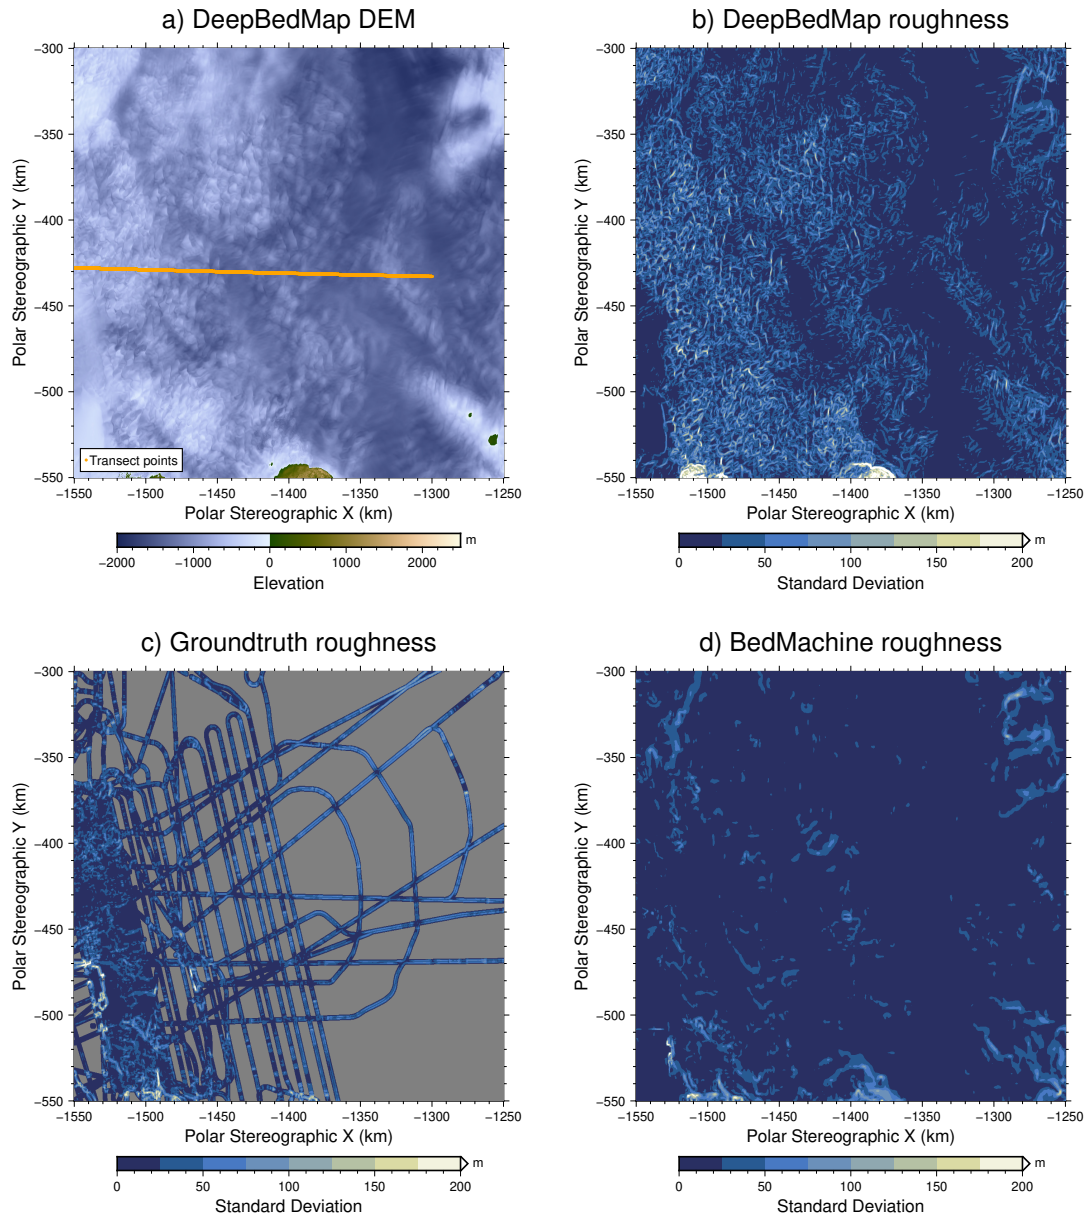 a) DeepBedMap DEM
−300
−350
−400
−450
−500
−550
Polar Stereographic Y (km)
Transect points
−1550 −1500 −1450 −1400 −1350 −1300 −1250
Polar Stereographic X (km)
m
−2000 −1000 0 1000 2000
Elevation
b) DeepBedMap roughness
−300
−350
−400
−450
−500
−550
Polar Stereographic Y (km)
−1550 −1500 −1450 −1400 −1350 −1300 −1250
Polar Stereographic X (km)
m
0 50 100 150 200
Standard Deviation
c) Groundtruth roughness
−300
−350
−400
−450
−500
−550
Polar Stereographic Y (km)
−1550 −1500 −1450 −1400 −1350 −1300 −1250
Polar Stereographic X (km)
m
0 50 100 150 200
Standard Deviation
d) BedMachine roughness
−300
−350
−400
−450
−500
−550
Polar Stereographic Y (km)
−1550 −1500 −1450 −1400 −1350 −1300 −1250
Polar Stereographic X (km)
m
0 50 100 150 200
Standard Deviation